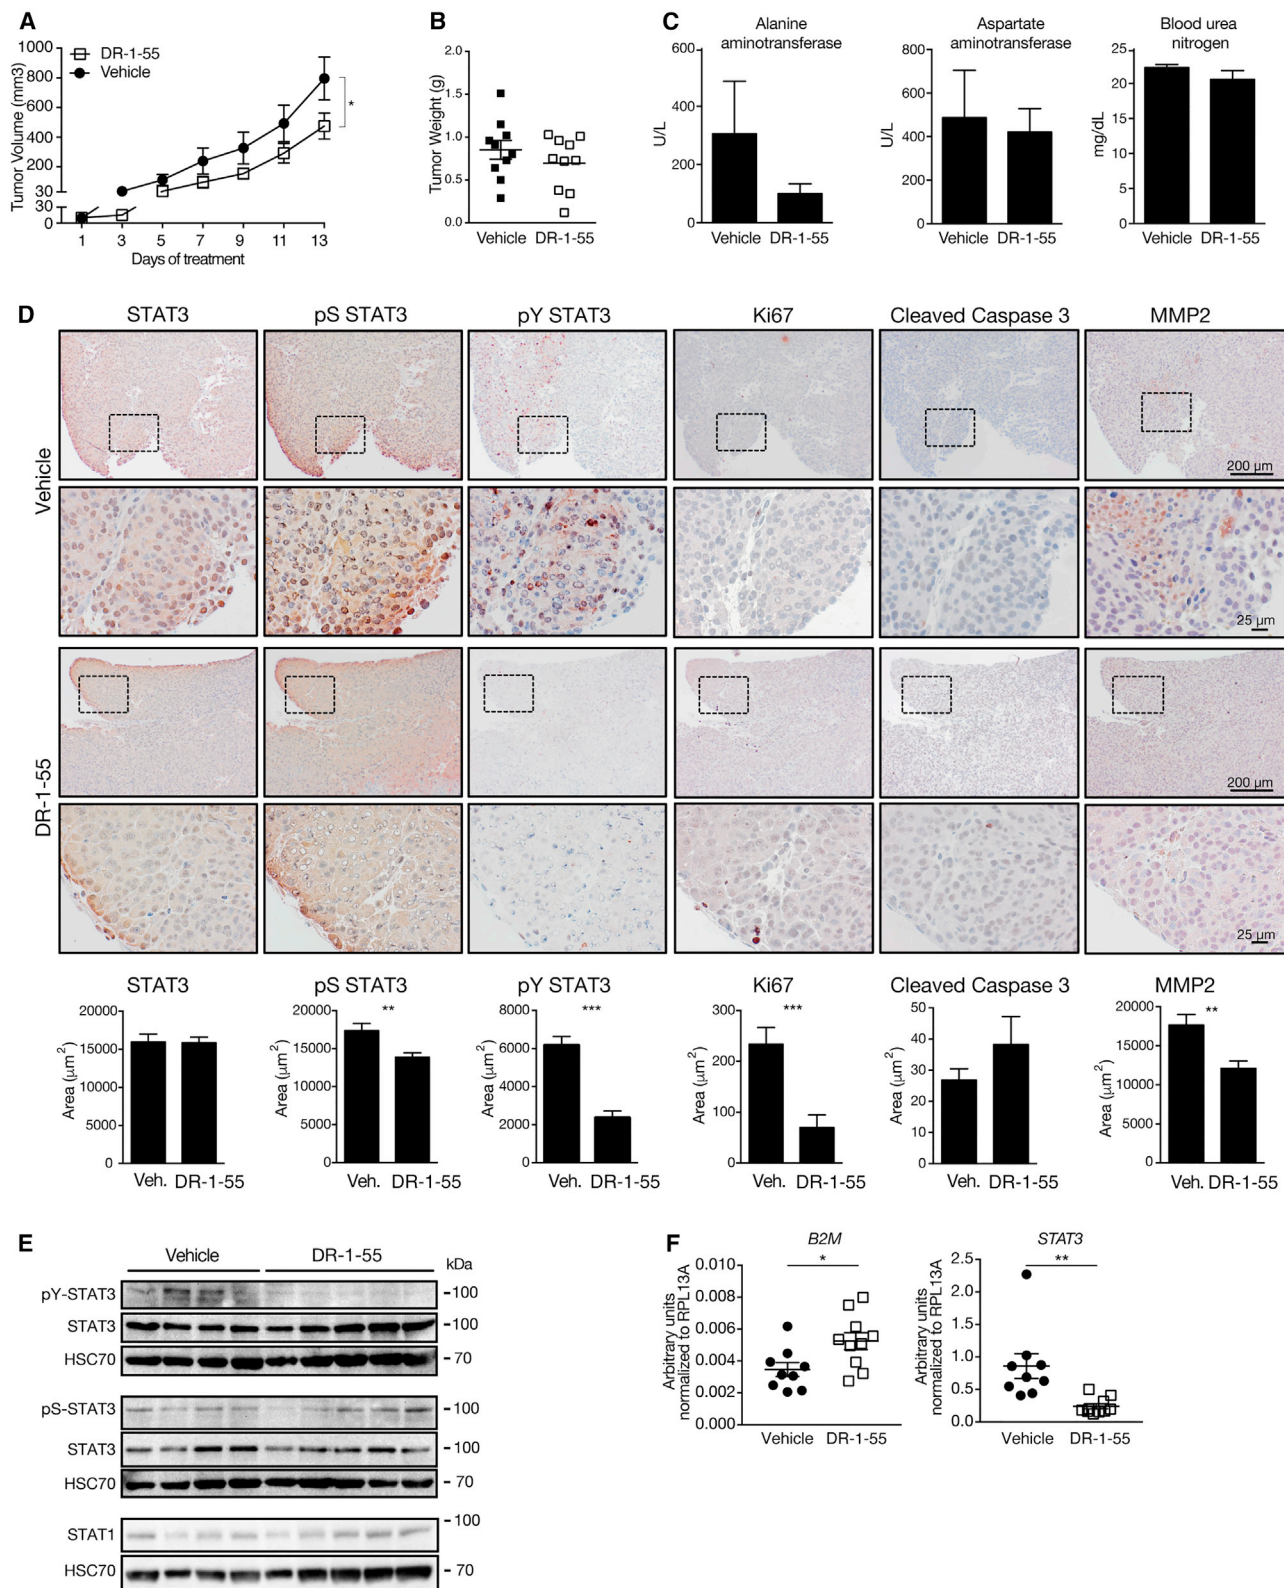 A
Tumor Volume (mm3)
1000
800
600
400
200
30
30
0
DR-1-55
Vehicle
*
1 3 5 7 9 11 13
Days of treatment
B
Tumor Weight (g)
2.0
1.5
1.0
0.5
0.0
Vehicle DR-1-55
C
Alanine
aminotransferase
U/L
600
400
200
0
Vehicle DR-1-55
Aspartate
aminotransferase
U/L
800
600
400
200
0
Vehicle DR-1-55
Blood urea
nitrogen
mg/dL
25
20
15
10
5
0
Vehicle DR-1-55
D
STAT3 pS STAT3 pY STAT3 Ki67 Cleaved Caspase 3 MMP2
Vehicle
200 µm
25 µm
DR-1-55
200 µm
25 µm
STAT3
Area (µm²)
20000
15000
10000
5000
0
Veh. DR-1-55
pS STAT3
**
Area (µm²)
20000
15000
10000
5000
0
Veh. DR-1-55
pY STAT3
***
Area (µm²)
8000
6000
4000
2000
0
Veh. DR-1-55
Ki67
***
Area (µm²)
300
200
100
0
Veh. DR-1-55
Cleaved Caspase 3
Area (µm²)
50
40
30
20
10
0
Veh. DR-1-55
MMP2
**
Area (µm²)
20000
15000
10000
5000
0
Veh. DR-1-55
E
Vehicle DR-1-55
kDa
pY-STAT3 - 100
STAT3 - 100
HSC70 - 70
pS-STAT3 - 100
STAT3 - 100
HSC70 - 70
- 100
STAT1
HSC70 - 70
F
B2M
*
Arbitrary units
normalized to RPL13A
0.010
0.008
0.006
0.004
0.002
0.000
Vehicle DR-1-55
STAT3
**
Arbitrary units
normalized to RPL13A
2.5
2.0
1.5
1.0
0.5
0.0
Vehicle DR-1-55